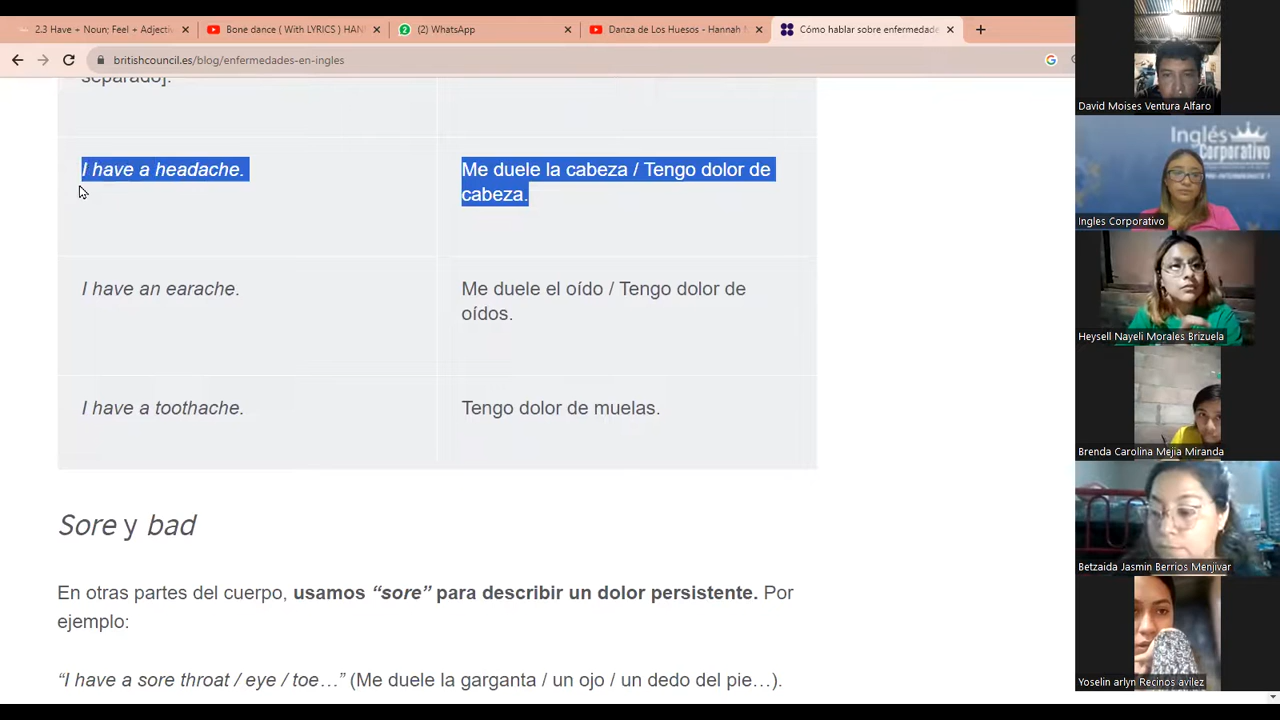 2.3 Have + Noun; Feel + Adjecti
Bone dance ( With LYRICS ) HAN
(2) WhatsApp
Danza de Los Huesos - Hannah
Cómo hablar sobre enfermedade
britishcouncil.es/blog/enfermedades-en-ingles
separado].
I have a headache.
Me duele la cabeza / Tengo dolor de
cabeza.
I have an earache.
Me duele el oído / Tengo dolor de
oídos.
I have a toothache.
Tengo dolor de muelas.
Sore y bad
En otras partes del cuerpo, usamos “sore” para describir un dolor persistente. Por
ejemplo:
“I have a sore throat / eye / toe…” (Me duele la garganta / un ojo / un dedo del pie…).
David Moises Ventura Alfaro
Inglés
Corporativo
Ingles Corporativo
Heysell Nayeli Morales Brizuela
Brenda Carolina Mejia Miranda
Betzaida Jasmin Berrios Menjivar
Yoselin arlyn Recinos avilez